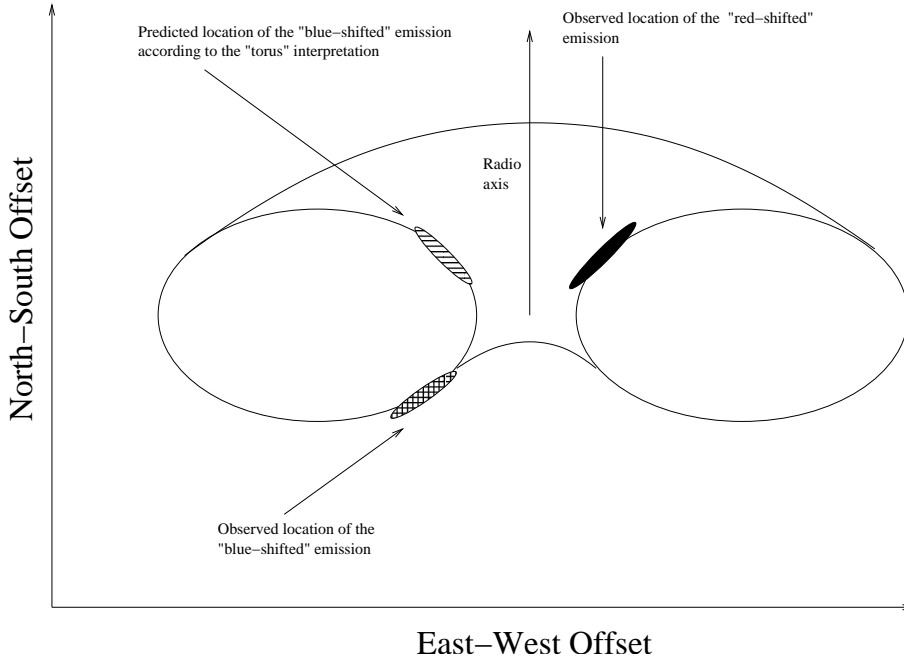 Predicted location of the "blue−shifted" emission
according to the "torus" interpretation
Observed location of the "red−shifted"
emission
Radio
axis
North−South Offset
Observed location of the
"blue−shifted" emission
East−West Offset